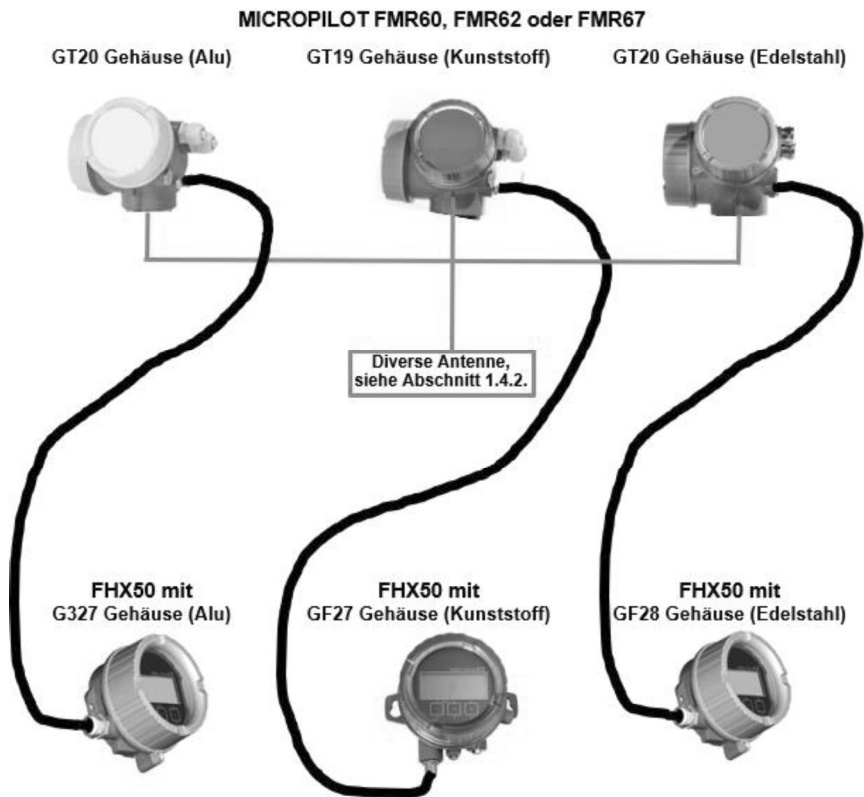 MICROPILOT FMR60, FMR62 oder FMR67
GT20 Gehäuse (Alu)
GT19 Gehäuse (Kunststoff)
GT20 Gehäuse (Edelstahl)
Diverse Antenne,
siehe Abschnitt 1.4.2.
FHX50 mit
G327 Gehäuse (Alu)
FHX50 mit
GF27 Gehäuse (Kunststoff)
FHX50 mit
GF28 Gehäuse (Edelstahl)